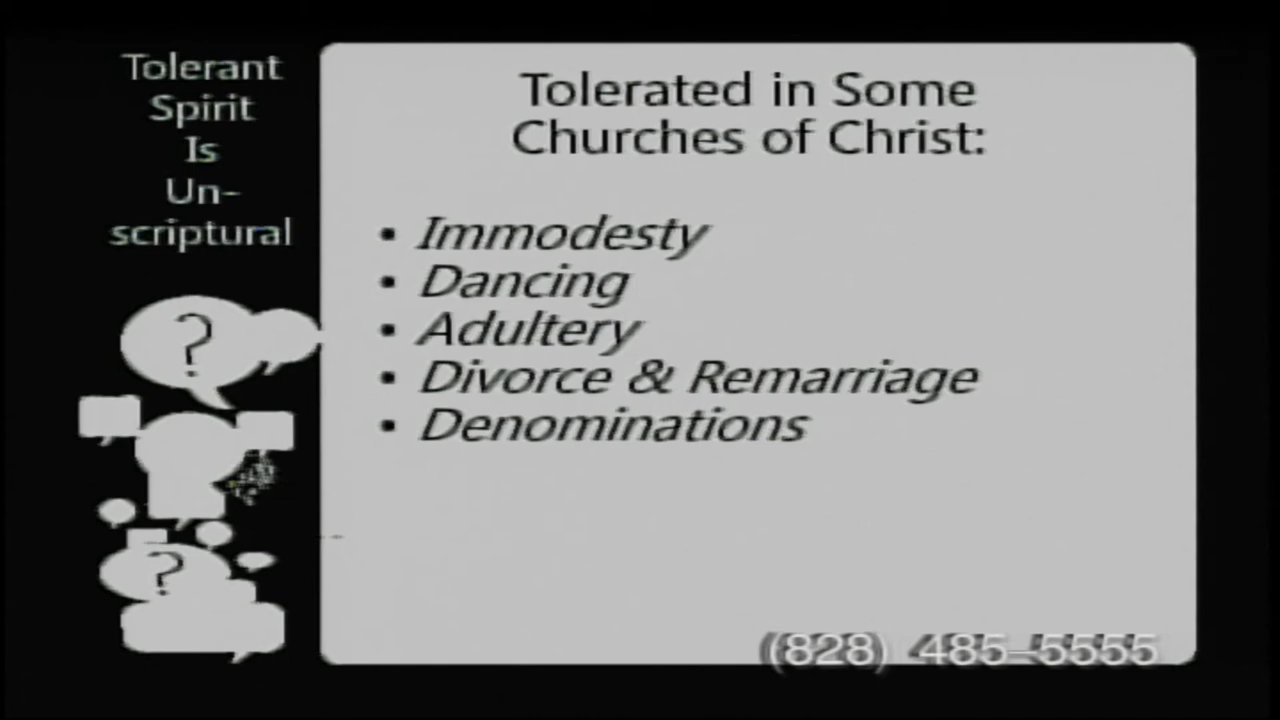 Tolerant
Spirit
Is
Un-
scriptural
?
?
Tolerated in Some
Churches of Christ:
• Immodesty
• Dancing
• Adultery
• Divorce & Remarriage
• Denominations
(828) 485-5555